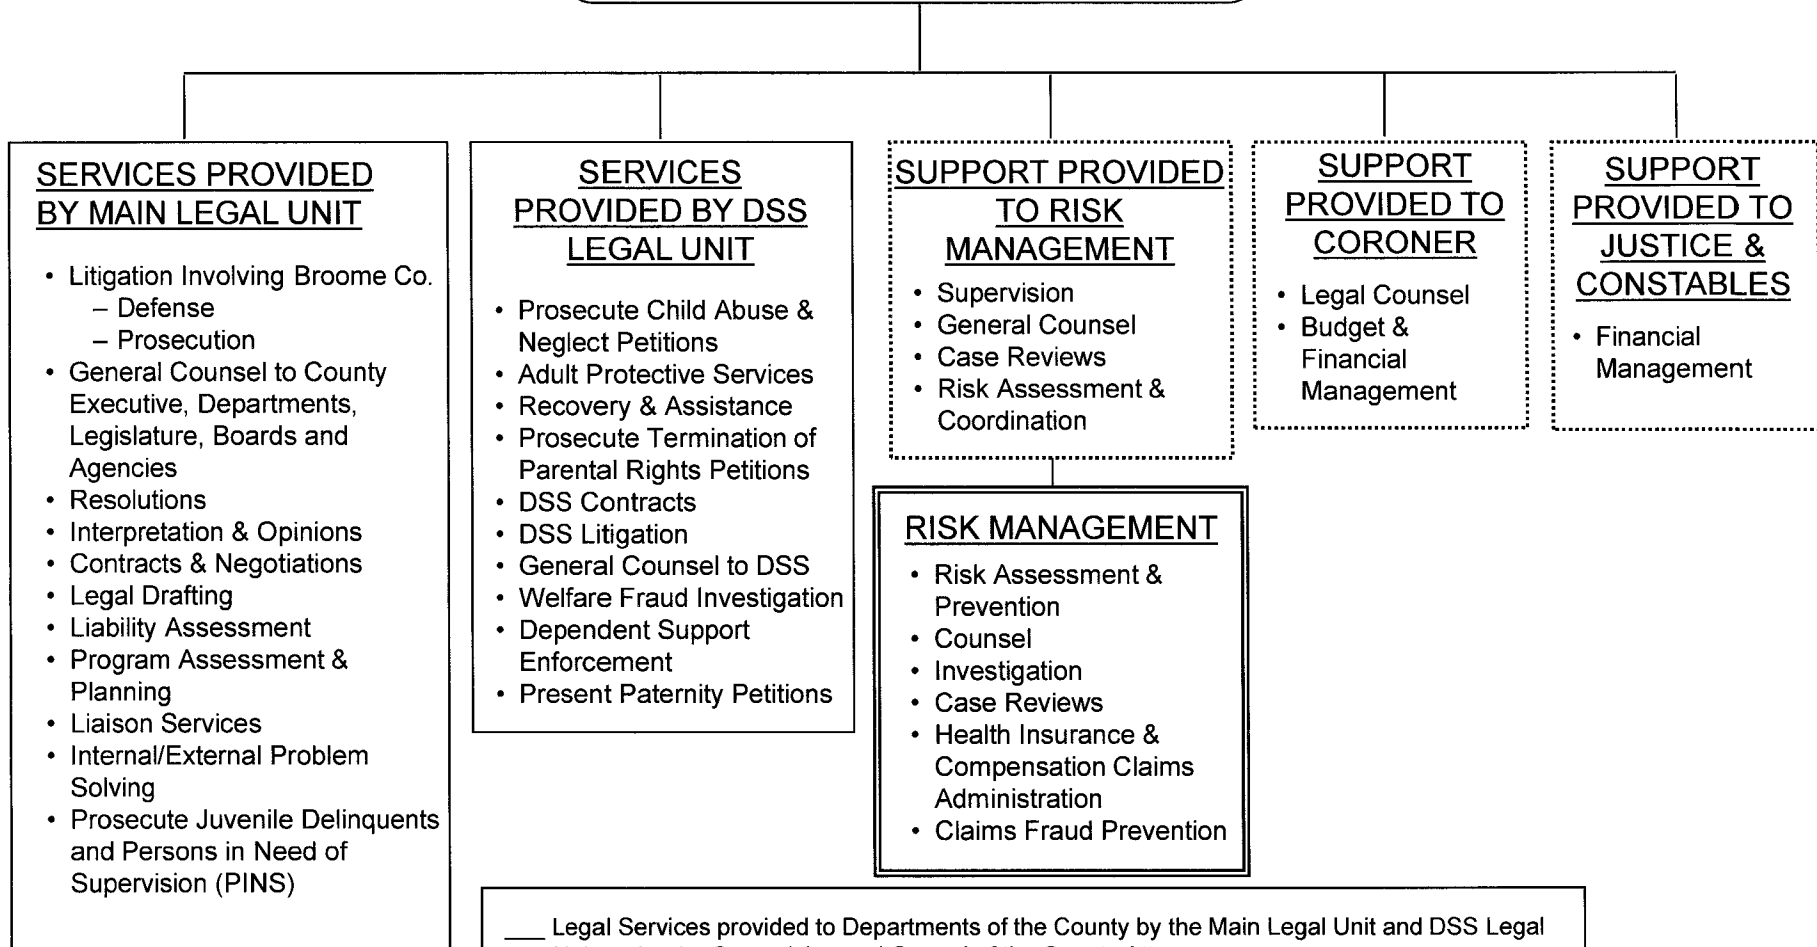 SERVICES PROVIDED
BY MAIN LEGAL UNIT
• Litigation Involving Broome Co.
– Defense
– Prosecution
• General Counsel to County
Executive, Departments,
Legislature, Boards and
Agencies
• Resolutions
• Interpretation & Opinions
• Contracts & Negotiations
• Legal Drafting
• Liability Assessment
• Program Assessment &
Planning
• Liaison Services
• Internal/External Problem
Solving
• Prosecute Juvenile Delinquents
and Persons in Need of
Supervision (PINS)
SERVICES
PROVIDED BY DSS
LEGAL UNIT
• Prosecute Child Abuse &
Neglect Petitions
• Adult Protective Services
• Recovery & Assistance
• Prosecute Termination of
Parental Rights Petitions
• DSS Contracts
• DSS Litigation
• General Counsel to DSS
• Welfare Fraud Investigation
• Dependent Support
Enforcement
• Present Paternity Petitions
SUPPORT PROVIDED
TO RISK
MANAGEMENT
• Supervision
• General Counsel
• Case Reviews
• Risk Assessment &
Coordination
RISK MANAGEMENT
• Risk Assessment &
Prevention
• Counsel
• Investigation
• Case Reviews
• Health Insurance &
Compensation Claims
Administration
• Claims Fraud Prevention
SUPPORT
PROVIDED TO
CORONER
• Legal Counsel
• Budget &
Financial
Management
SUPPORT
PROVIDED TO
JUSTICE &
CONSTABLES
• Financial
Management
Legal Services provided to Departments of the County by the Main Legal Unit and DSS Legal